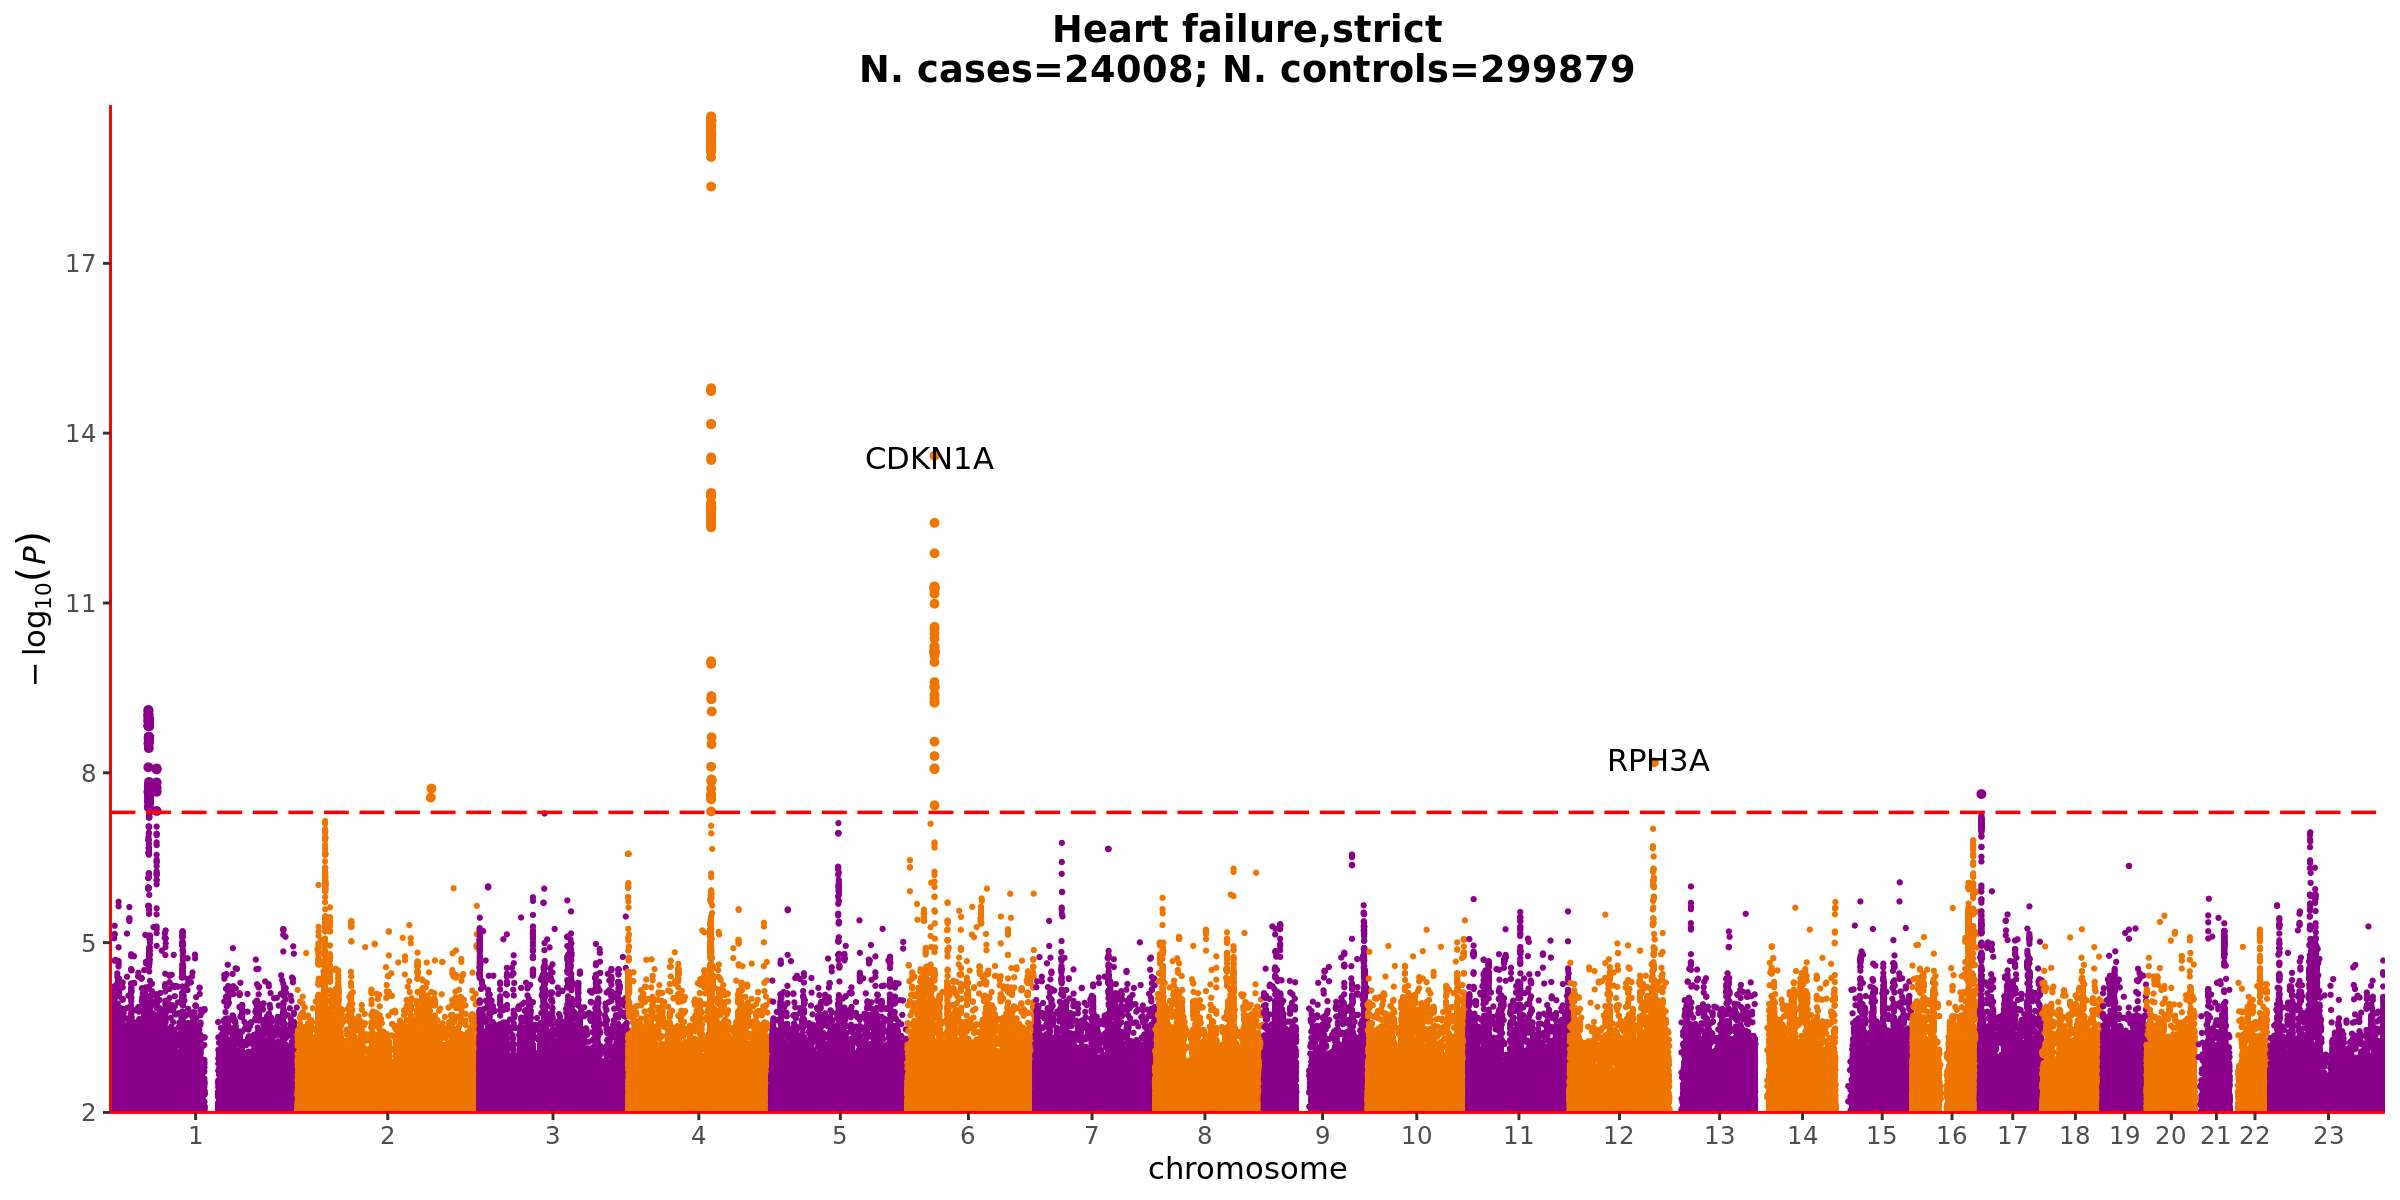 Heart failure,strict
N. cases=24008; N. controls=299879
17
14
11
8
5
2
−log10(P)
CDKN1A
RPH3A
1 2 3 4 5 6 7 8 9 10 11 12 13 14 15 16 17 18 19 20 21 22 23
chromosome